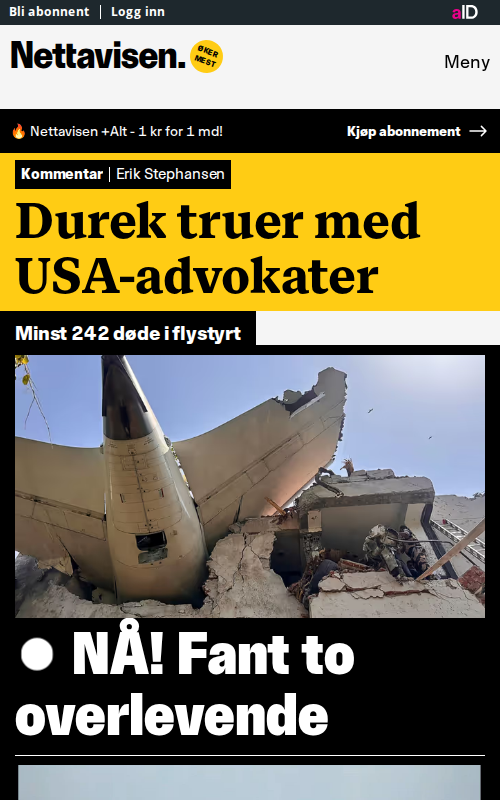 Bli abonnent | Logg inn
aID
Nettavisen.
ØKER
MEST
Meny
🔥 Nettavisen +Alt - 1 kr for 1 md!
Kjøp abonnement →
Kommentar | Erik Stephansen
Durek truer med
USA-advokater
Minst 242 døde i flystyrt
NÅ! Fant to
overlevende